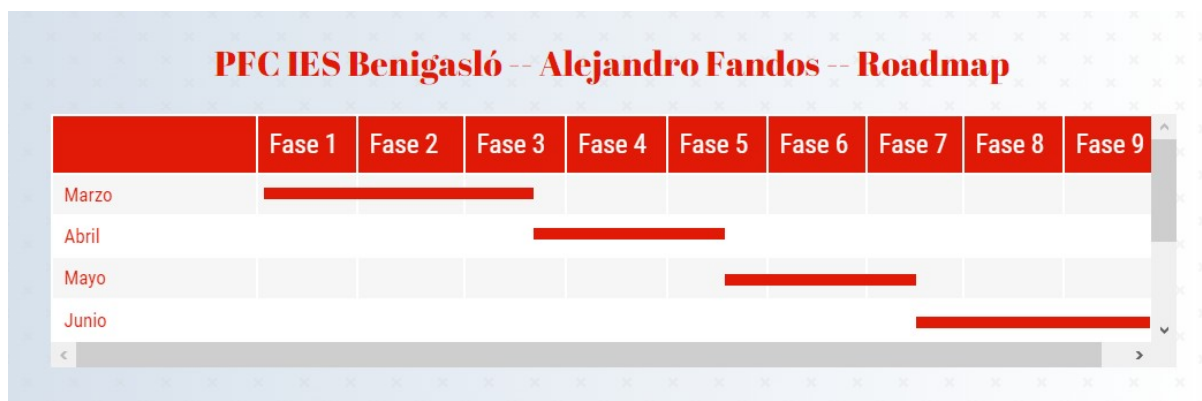 PFC IES Benigasló -- Alejandro Fandos -- Roadmap
Fase 1 Fase 2 Fase 3 Fase 4 Fase 5 Fase 6 Fase 7 Fase 8 Fase 9
Marzo
Abril
Mayo
Junio